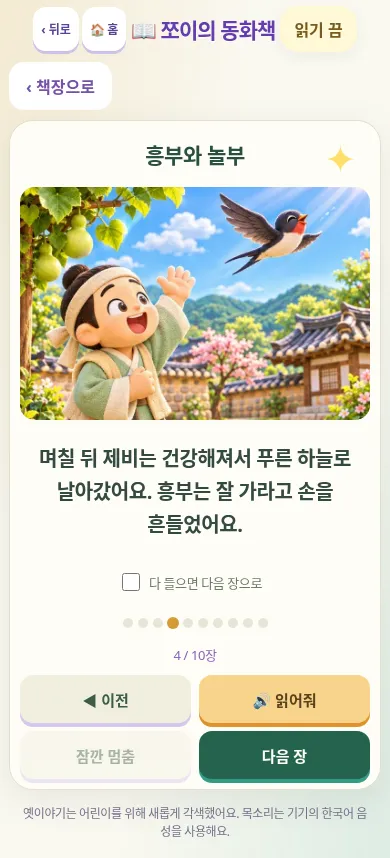 ‹ 뒤로
🏠 홈
📖 쪼이의 동화책
읽기 끔
‹ 책장으로
흥부와 놀부
며칠 뒤 제비는 건강해져서 푸른 하늘로
날아갔어요. 흥부는 잘 가라고 손을
흔들었어요.
다 들으면 다음 장으로
4 / 10장
◀ 이전
🔊 읽어줘
잠깐 멈춤
다음 장
옛이야기는 어린이를 위해 새롭게 각색했어요. 목소리는 기기의 한국어 음
성을 사용해요.